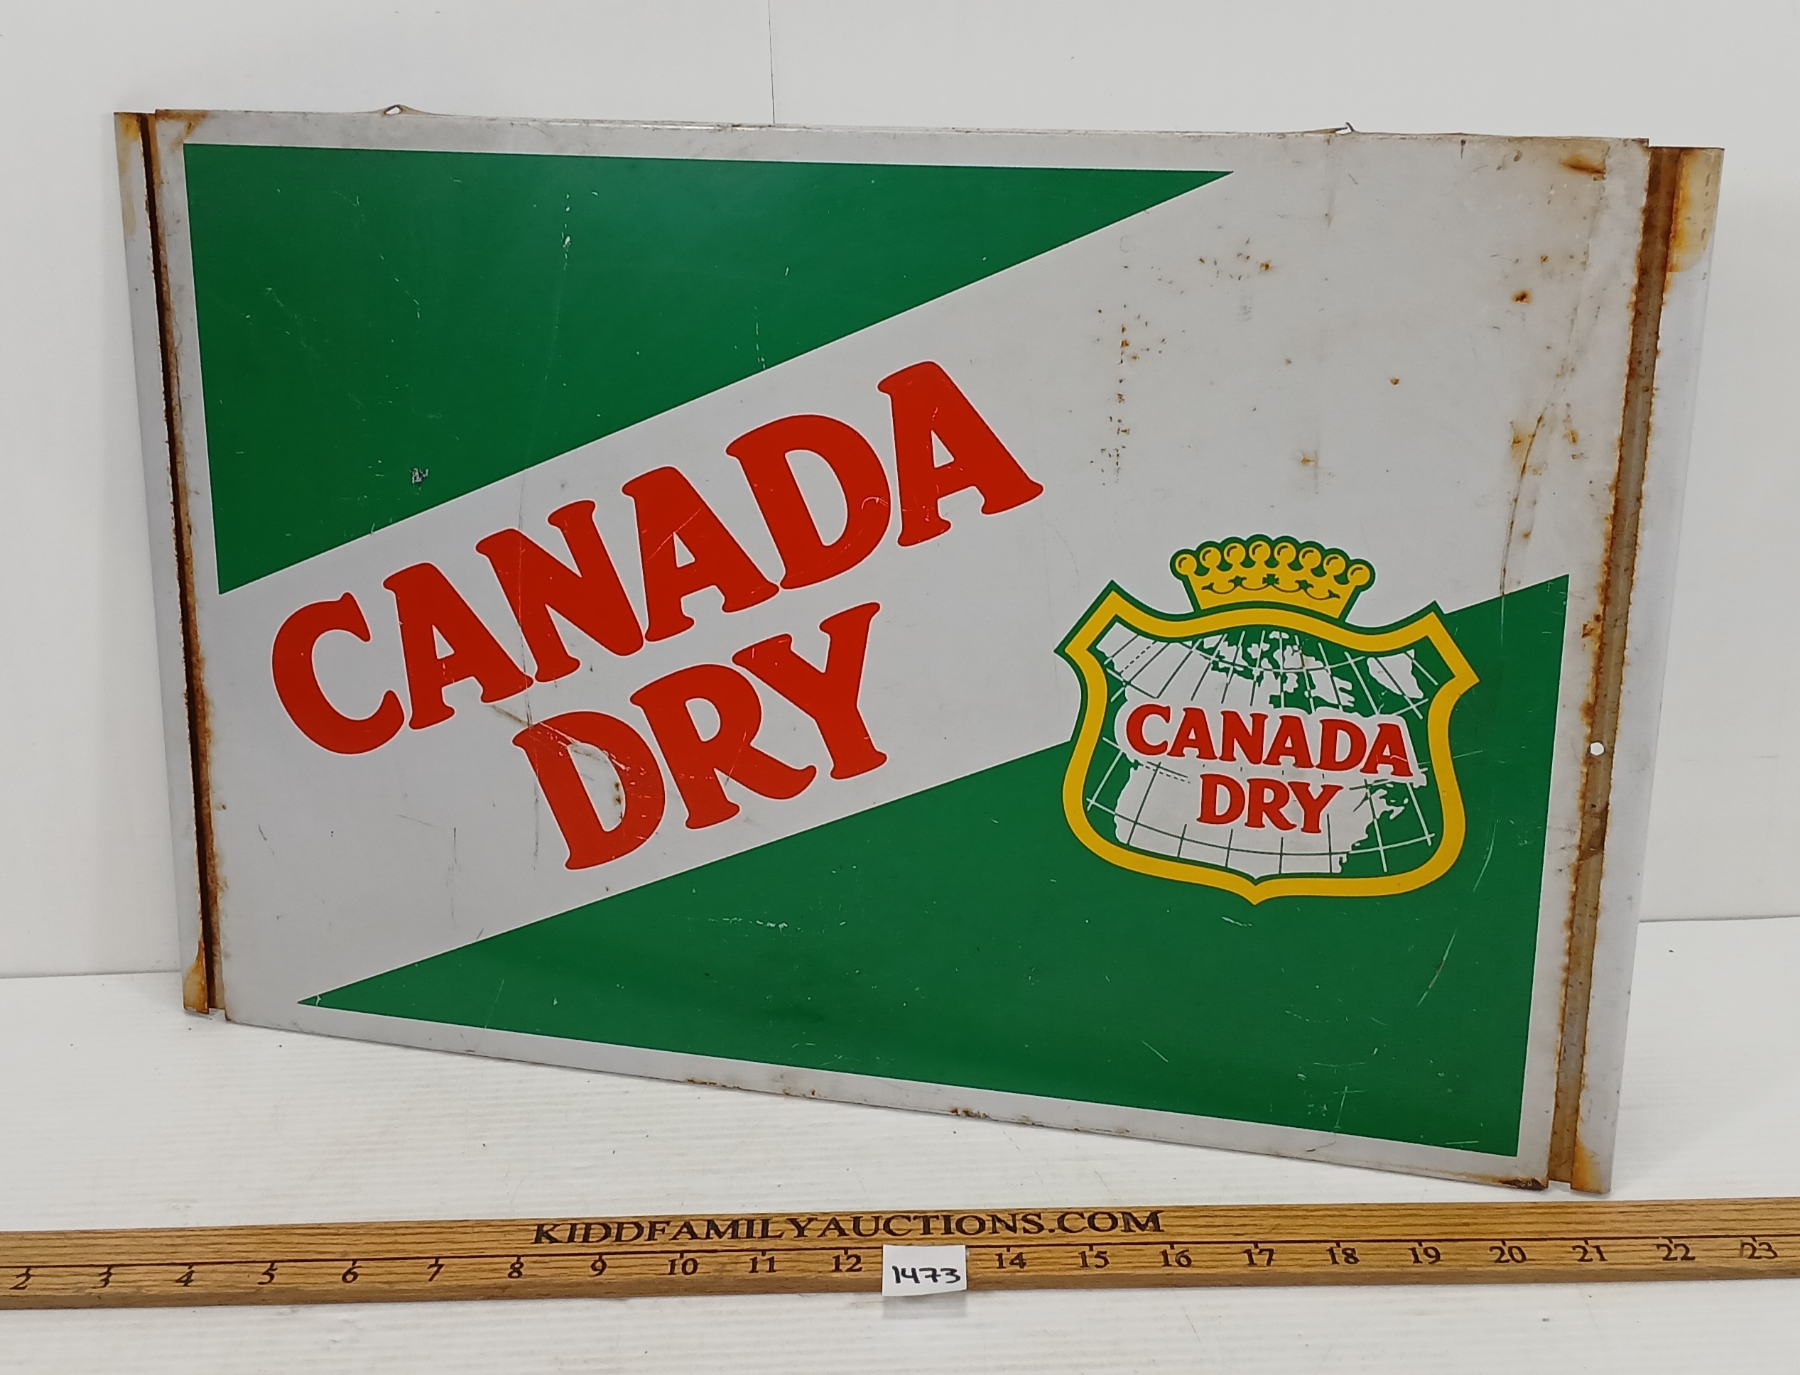 CANADA
DRY
CANADA
DRY
KIDDFAMILYAUCTIONS.COM
2 3 4 5 6 7 8 9 10 11 12 14 15 16 17 18 19 20 21 22 23
1473